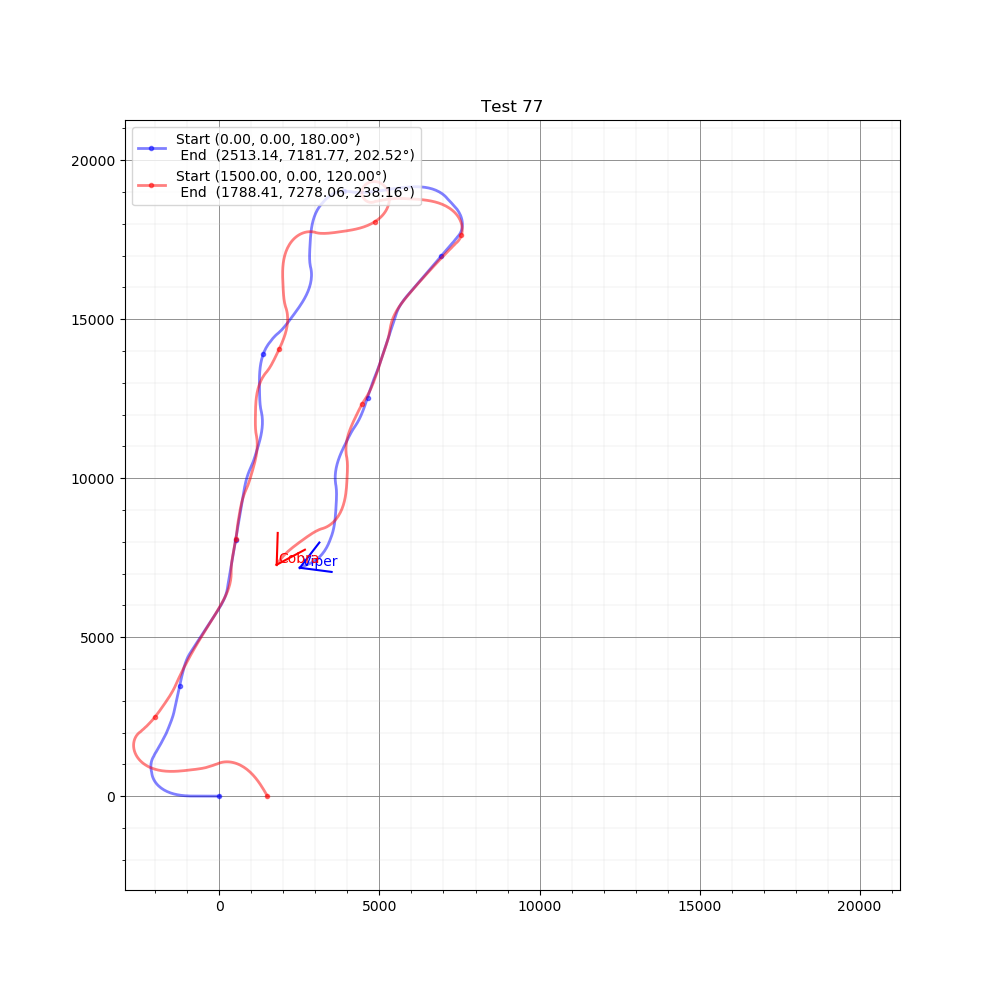 Test 77
Start (0.00, 0.00, 180.00°)
End (2513.14, 7181.77, 202.52°)
Start (1500.00, 0.00, 120.00°)
End (1788.41, 7278.06, 238.16°)
20000
15000
10000
5000
0
Cobra
Viper
0 5000 10000 15000 20000